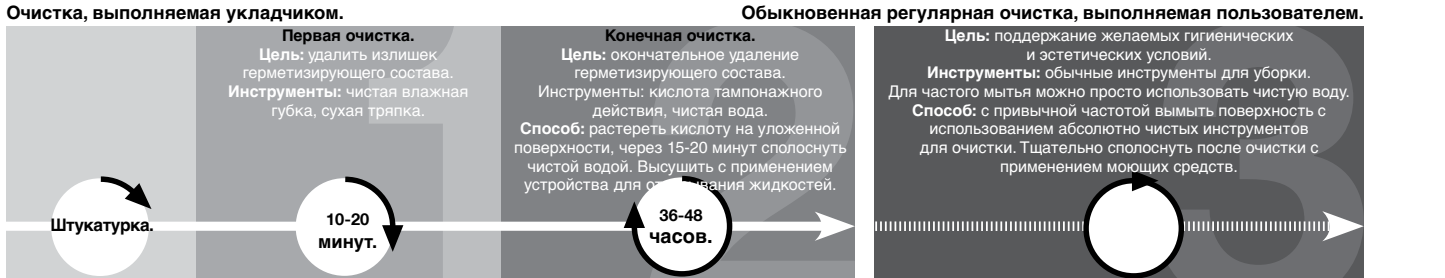 Очистка, выполняемая укладчиком.
Обыкновенная регулярная очистка, выполняемая пользователем.
Штукатурка.
1
Первая очистка.
Цель: удалить излишек
герметизирующего состава.
Инструменты: чистая влажная
губка, сухая тряпка.
10-20
минут.
2
Конечная очистка.
Цель: окончательное удаление
герметизирующего состава.
Инструменты: кислота тампонажного
действия, чистая вода.
Способ: растереть кислоту на уложенной
поверхности, через 15-20 минут сполоснуть
чистой водой. Высушить с применением
устройства для жидкостей.
36-48
часов.
3
Цель: поддержание желаемых гигиенических
и эстетических условий.
Инструменты: обычные инструменты для уборки.
Для частого мытья можно просто использовать чистую воду.
Способ: с привычной частотой вымыть поверхность с
использованием абсолютно чистых инструментов
для очистки. Тщательно сполоснуть после очистки с
применением моющих средств.